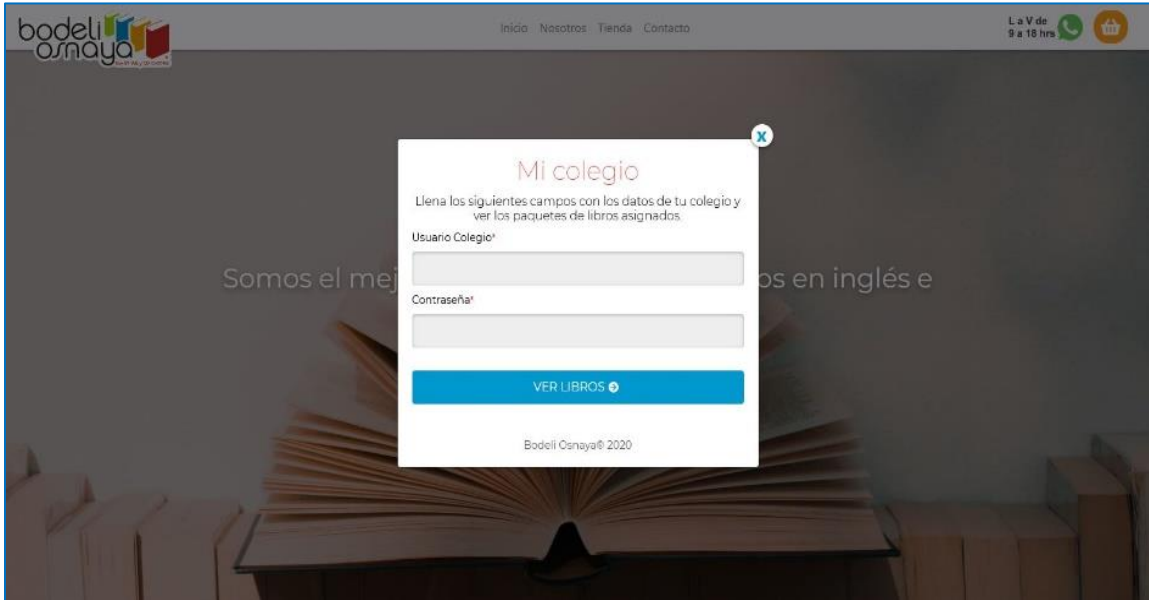 bodeli
osnaya
Inicio Nosotros Tienda Contacto
L a V de
9 a 18 hrs
X
Mi colegio
Llena los siguientes campos con los datos de tu colegio y
ver los paquetes de libros asignados.
Usuario Colegio*
Somos el mej
os en inglés e
Contraseña*
VER LIBROS
Bodeli Osnaya® 2020